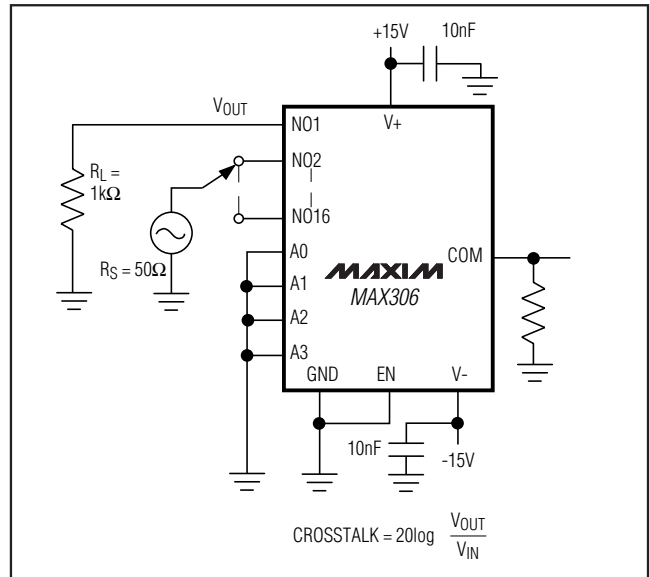 +15V
10nF
VOUT
NO1
V+
RL =
1kΩ
NO2
NO16
RS = 50Ω
A0
COM
A1
MAXIM
MAX306
A2
A3
GND
EN
V-
10nF
-15V
CROSSTALK = 20log VOUT
VIN